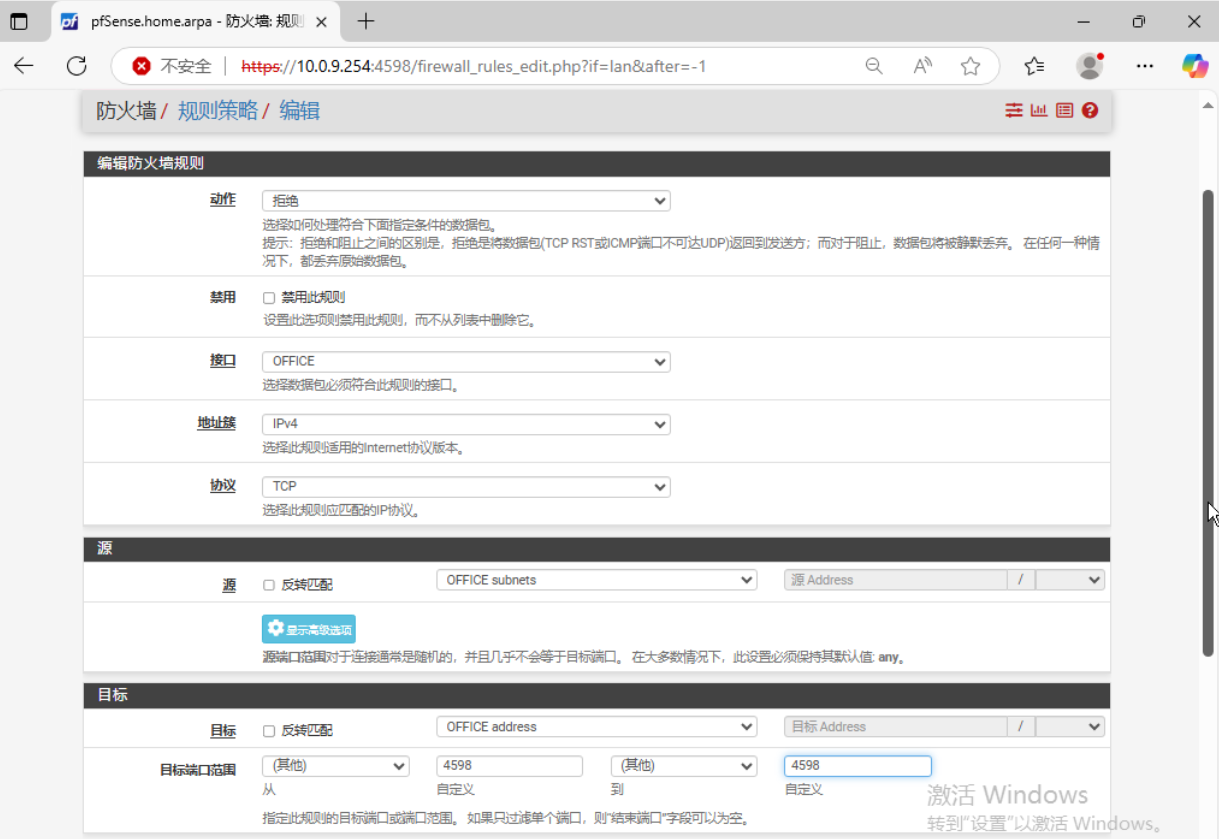 pfSense.home.arpa - 防火墙: 规则
不安全 https://10.0.9.254:4598/firewall_rules_edit.php?if=lan&after=-1
防火墙 / 规则策略 / 编辑
编辑防火墙规则
动作 拒绝
选择如何处理符合下面指定条件的数据包。
提示：拒绝和阻止之间的区别是，拒绝是将数据包(TCP RST或ICMP端口不可达UDP)返回到发送方；而对于阻止，数据包将被静默丢弃。 在任何一种情
况下，都丢弃原始数据包。
禁用 禁用此规则
设置此选项则禁用此规则，而不从列表中删除它。
接口 OFFICE
选择数据包必须符合此规则的接口。
地址簇 IPv4
选择此规则适用的Internet协议版本。
协议 TCP
选择此规则应匹配的IP协议。
源
源 反转匹配 OFFICE subnets 源 Address /
显示高级选项
源端口范围对于连接通常是随机的，并且几乎不会等于目标端口。 在大多数情况下，此设置必须保持其默认值: any。
目标
目标 反转匹配 OFFICE address 目标 Address /
目标端口范围 (其他) 4598 (其他) 4598
从 自定义 到 自定义
指定此规则的目标端口或端口范围。 如果只过滤单个端口，则“结束端口”字段可以为空。
激活 Windows
转到“设置”以激活 Windows。